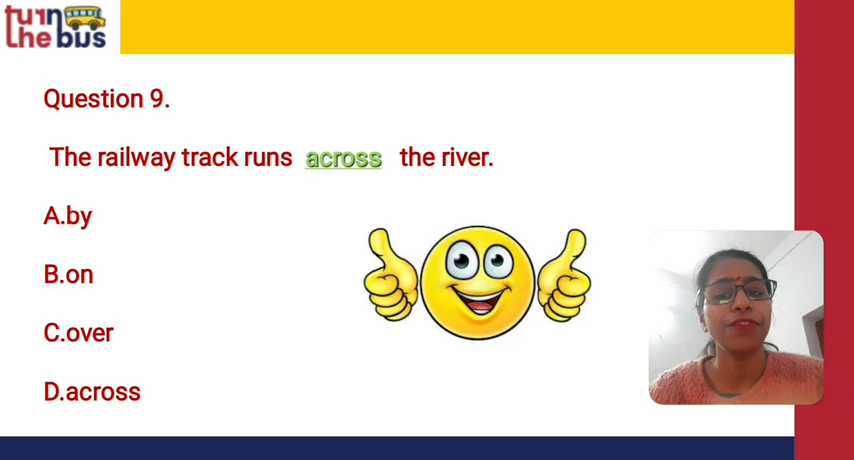 turn
the bus
Question 9.
The railway track runs across the river.
A.by
B.on
C.over
D.across